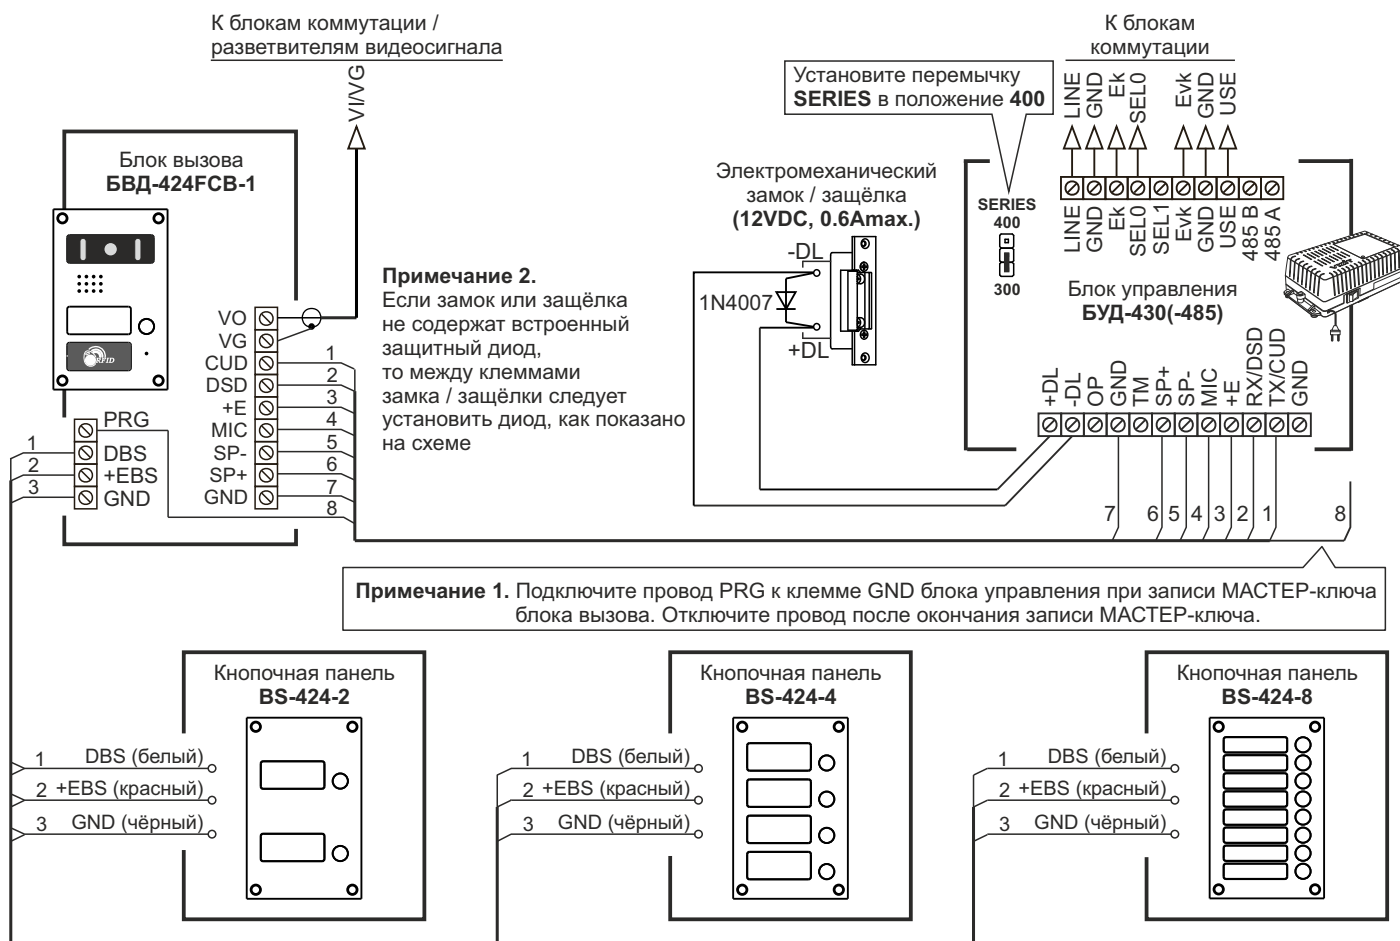 К блокам коммутации /
разветвителям видеосигнала
VI/VG
Блок вызова
БВД-424FCB-1
RFID
VO
VG
CUD
DSD
+E
MIC
SP-
SP+
GND
1
2
3
4
5
6
7
8
PRG
DBS
+EBS
GND
1
2
3
Примечание 2.
Если замок или защёлка
не содержат встроенный
защитный диод,
то между клеммами
замка / защёлки следует
установить диод, как показано
на схеме
Электромеханический
замок / защёлка
(12VDC, 0.6Amax.)
-DL
1N4007
+DL
Установите перемычку
SERIES в положение 400
SERIES
400
300
К блокам
коммутации
LINE
GND
Ek
SEL0
Evk
GND
USE
LINE
GND
Ek
SEL0
SEL1
Evk
GND
USE
485 B
485 A
Блок управления
БУД-430(-485)
+DL
-DL
OP
GND
TM
SP+
SP-
MIC
+E
RX/DSD
TX/CUD
GND
7
6
5
4
3
2
1
8
Примечание 1. Подключите провод PRG к клемме GND блока управления при записи МАСТЕР-ключа
блока вызова. Отключите провод после окончания записи МАСТЕР-ключа.
Кнопочная панель
BS-424-2
1 DBS (белый)
2 +EBS (красный)
3 GND (чёрный)
Кнопочная панель
BS-424-4
1 DBS (белый)
2 +EBS (красный)
3 GND (чёрный)
Кнопочная панель
BS-424-8
1 DBS (белый)
2 +EBS (красный)
3 GND (чёрный)